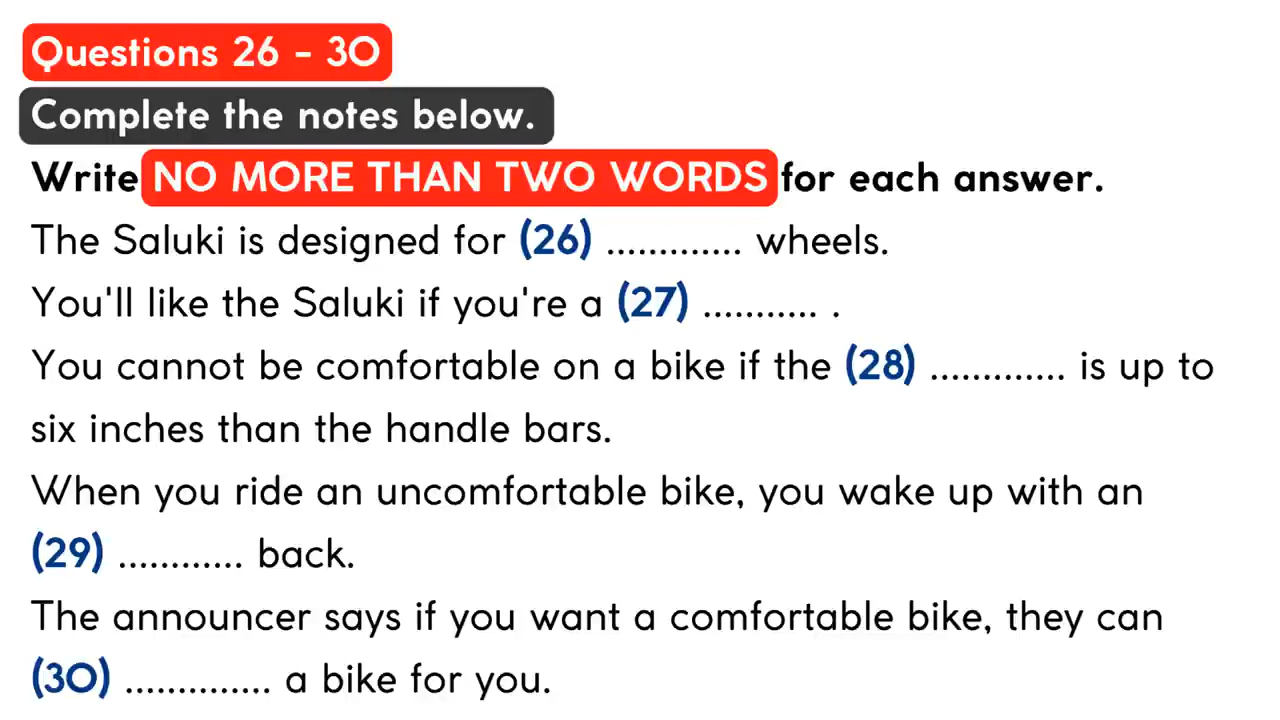 Questions 26 - 30
Complete the notes below.
Write NO MORE THAN TWO WORDS for each answer.
The Saluki is designed for (26) ............. wheels.
You'll like the Saluki if you're a (27) ........... .
You cannot be comfortable on a bike if the (28) ............. is up to
six inches than the handle bars.
When you ride an uncomfortable bike, you wake up with an
(29) ............ back.
The announcer says if you want a comfortable bike, they can
(30) .............. a bike for you.